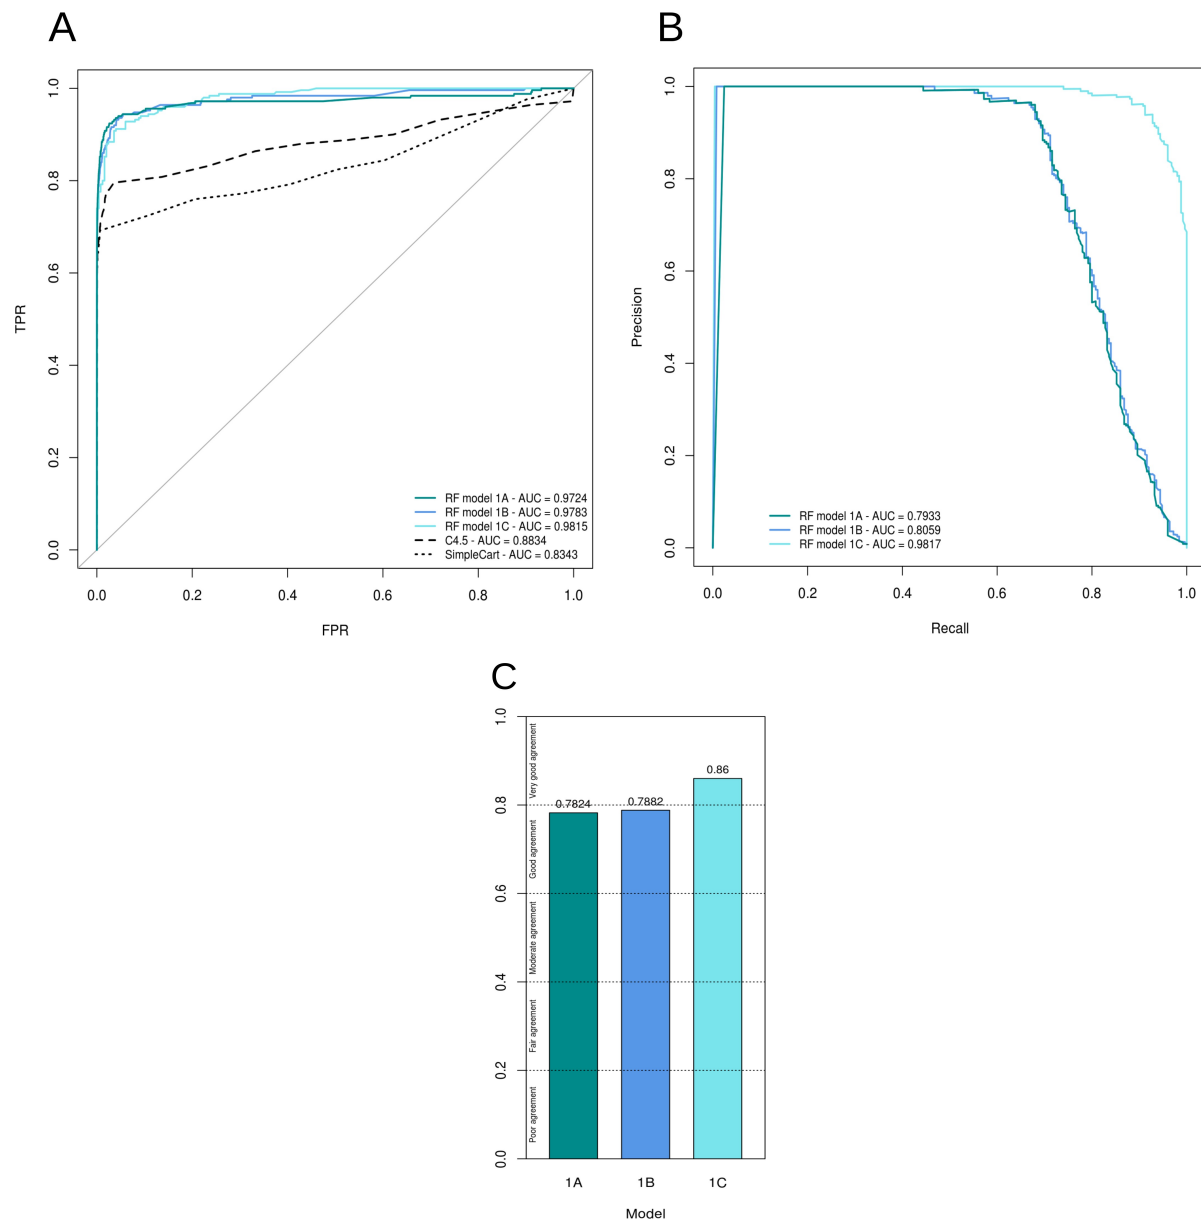 A
TPR
1.0
0.8
0.6
0.4
0.2
0.0
RF model 1A - AUC = 0.9724
RF model 1B - AUC = 0.9783
RF model 1C - AUC = 0.9815
C4.5 - AUC = 0.8834
SimpleCart - AUC = 0.8343
0.0 0.2 0.4 0.6 0.8 1.0
FPR
B
Precision
1.0
0.8
0.6
0.4
0.2
0.0
RF model 1A - AUC = 0.7933
RF model 1B - AUC = 0.8059
RF model 1C - AUC = 0.9817
0.0 0.2 0.4 0.6 0.8 1.0
Recall
C
1.0
0.8
0.6
0.4
0.2
0.0
Very good agreement
Good agreement
Moderate agreement
Fair agreement
Poor agreement
0.7824
0.7882
0.86
1A 1B 1C
Model